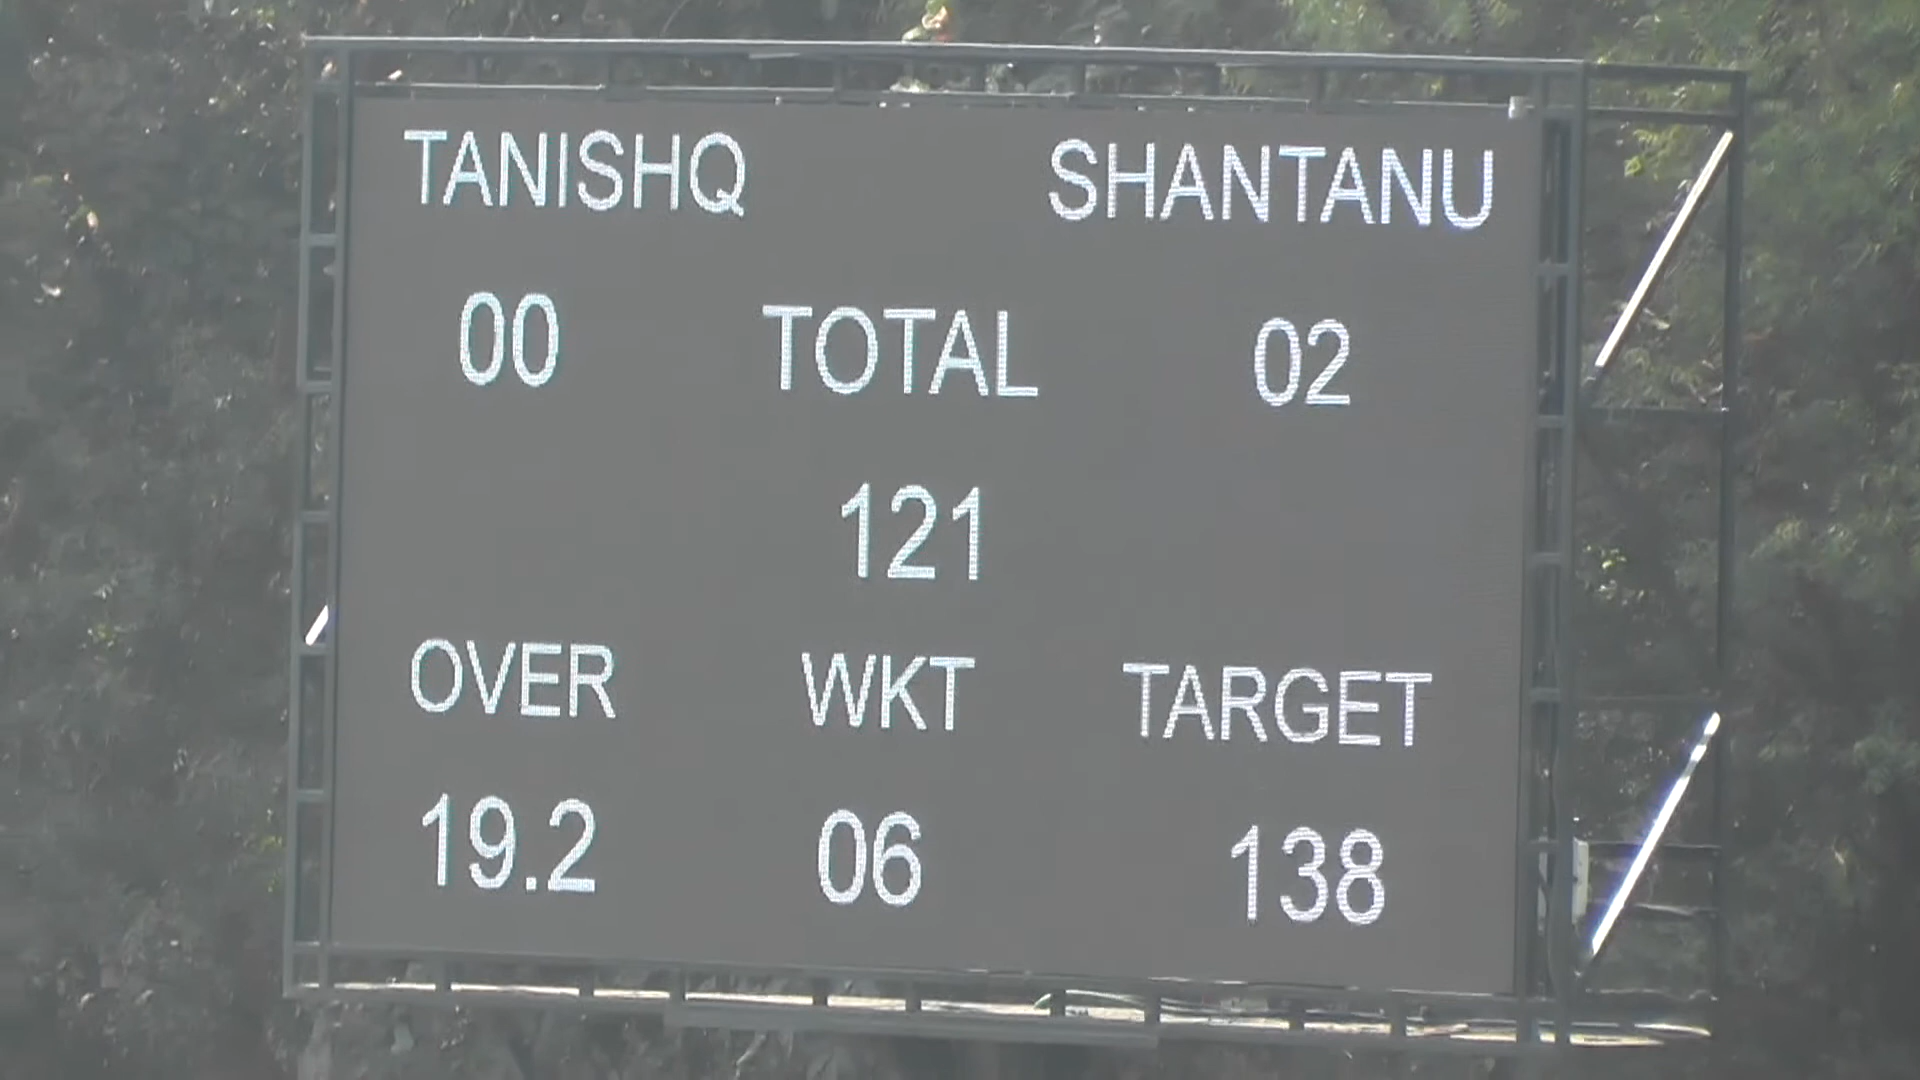 TANISHQ SHANTANU
00 TOTAL 02
121
OVER WKT TARGET
19.2 06 138